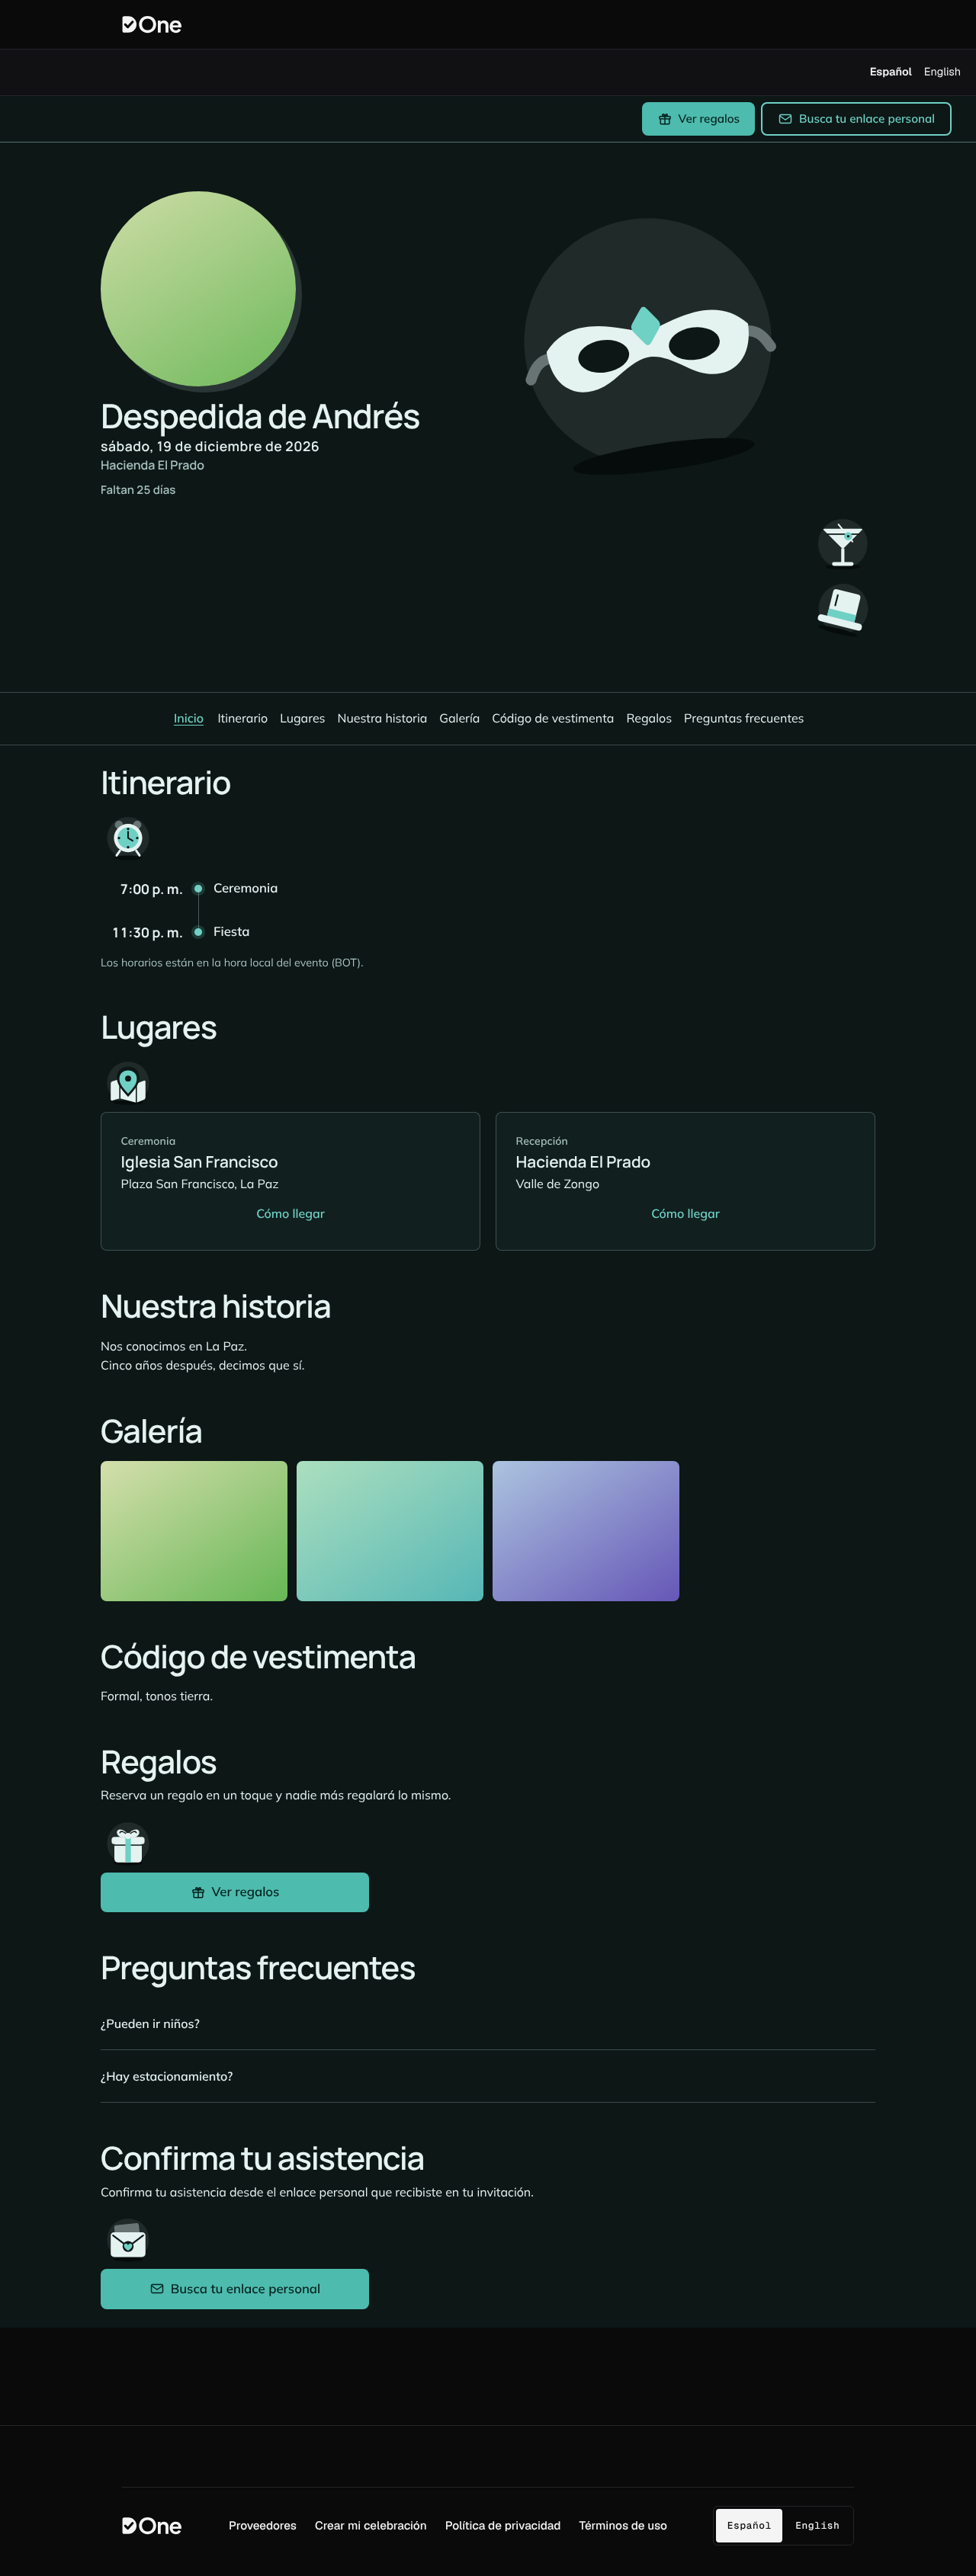 One
Español English
Ver regalos Busca tu enlace personal
Despedida de Andrés
sábado, 19 de diciembre de 2026
Hacienda El Prado
Faltan 25 días
Inicio Itinerario Lugares Nuestra historia Galería Código de vestimenta Regalos Preguntas frecuentes
Itinerario
7:00 p. m. Ceremonia
11:30 p. m. Fiesta
Los horarios están en la hora local del evento (BOT).
Lugares
Ceremonia
Iglesia San Francisco
Plaza San Francisco, La Paz
Cómo llegar
Recepción
Hacienda El Prado
Valle de Zongo
Cómo llegar
Nuestra historia
Nos conocimos en La Paz.
Cinco años después, decimos que sí.
Galería
Código de vestimenta
Formal, tonos tierra.
Regalos
Reserva un regalo en un toque y nadie más regalará lo mismo.
Ver regalos
Preguntas frecuentes
¿Pueden ir niños?
¿Hay estacionamiento?
Confirma tu asistencia
Confirma tu asistencia desde el enlace personal que recibiste en tu invitación.
Busca tu enlace personal
One Proveedores Crear mi celebración Política de privacidad Términos de uso Español English